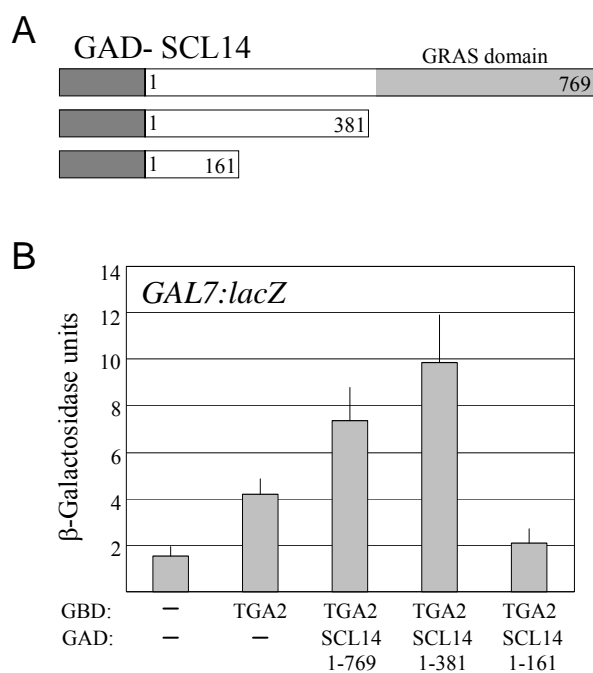 A
GAD- SCL14
GRAS domain
1 769
1 381
1 161
B
GAL7:lacZ
β-Galactosidase units
14
12
10
8
6
4
2
GBD: – TGA2 TGA2 TGA2 TGA2
GAD: – – SCL14 SCL14 SCL14
1-769 1-381 1-161